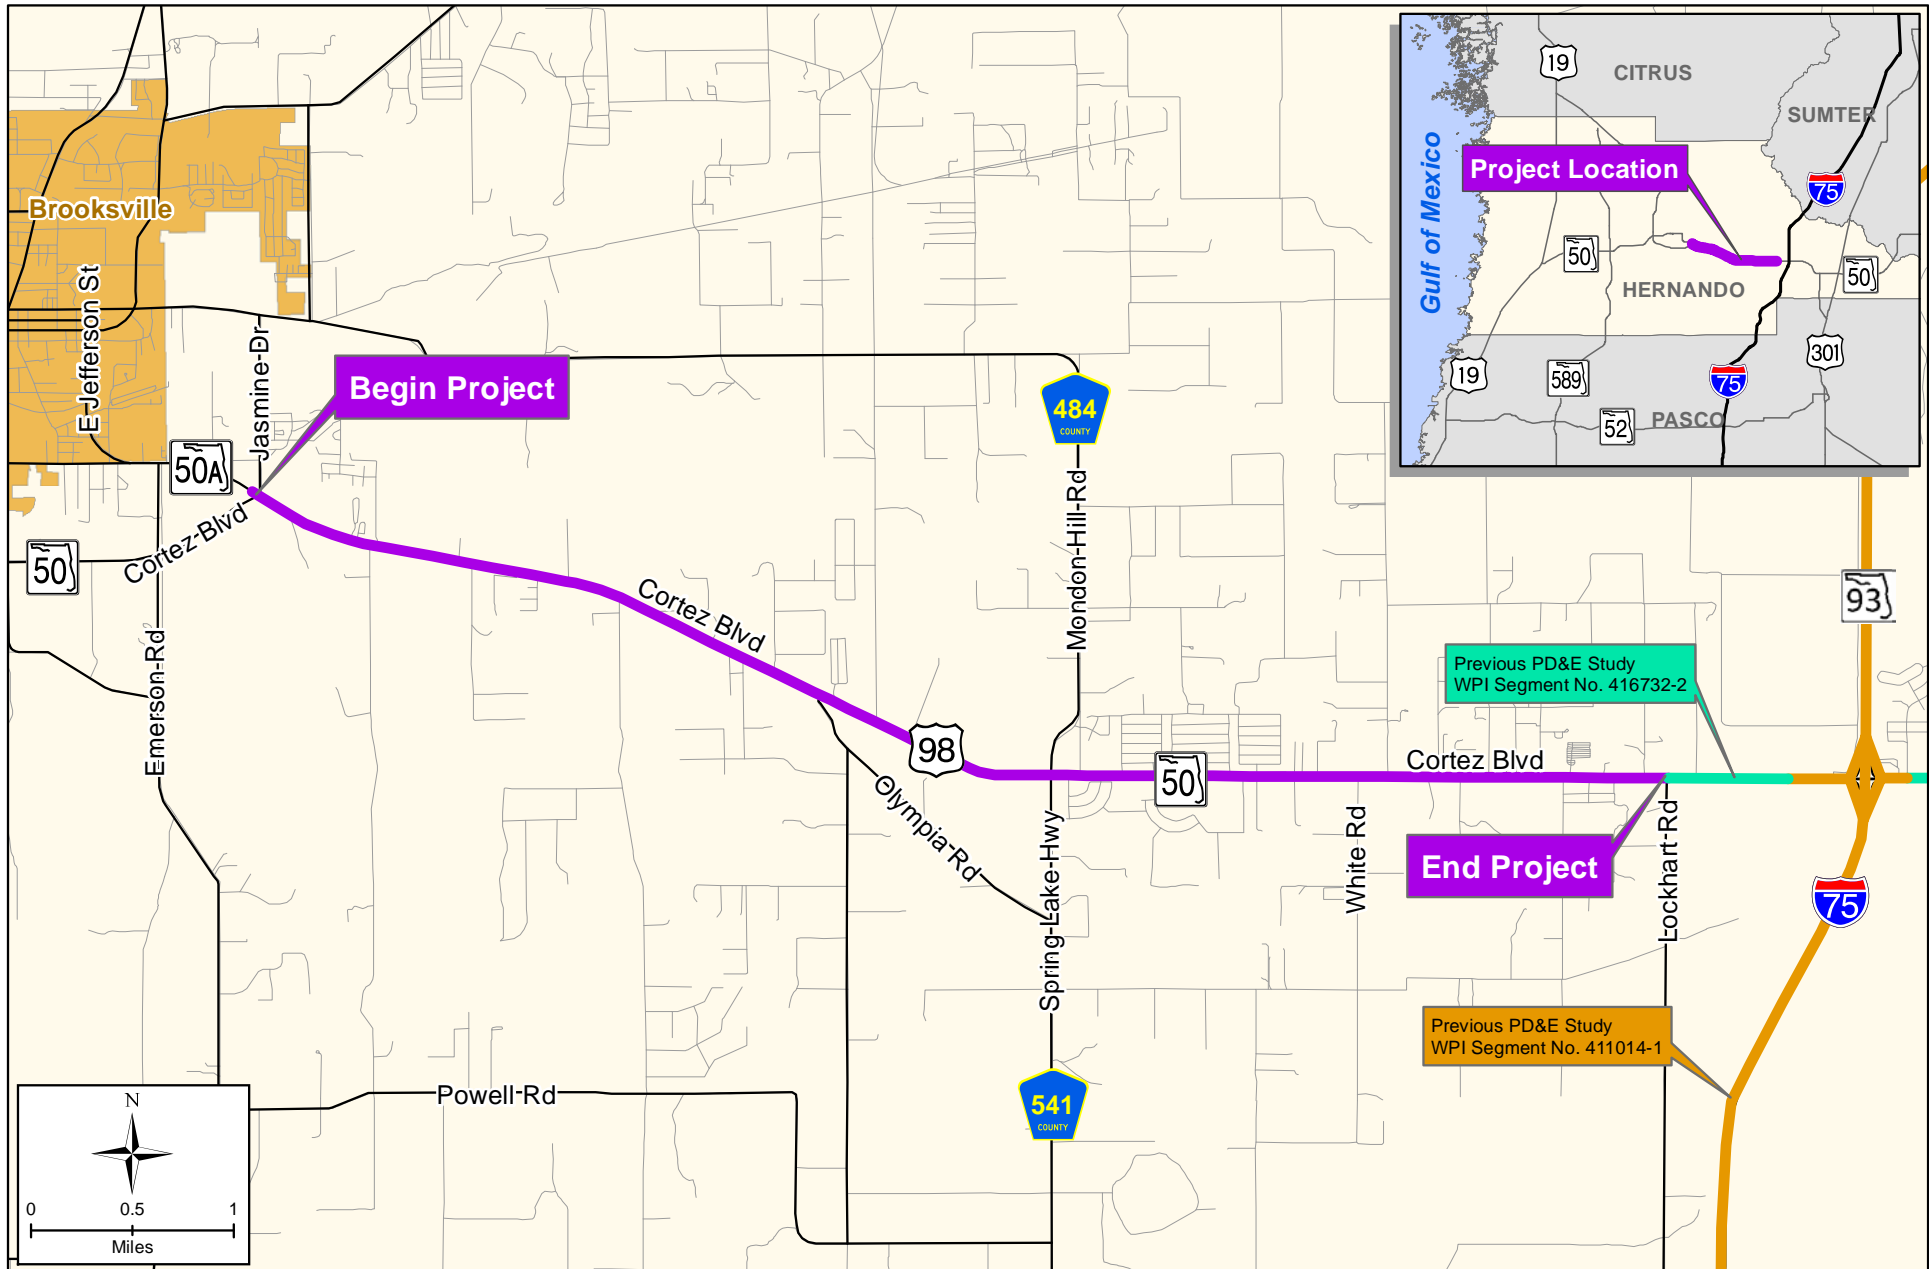 Brooksville
E Jefferson St
Jasmine Dr
Begin Project
50A
Cortez Blvd
50
Emerson Rd
Cortez Blvd
98
484
COUNTY
Mondon Hill Rd
Olympia Rd
Spring Lake Hwy
50
White Rd
Cortez Blvd
Previous PD&E Study
WPI Segment No. 416732-2
93
End Project
Lockhart Rd
75
Previous PD&E Study
WPI Segment No. 411014-1
541
COUNTY
Powell Rd
N
0
0.5
1
Miles
19
CITRUS
SUMTER
Gulf of Mexico
Project Location
75
50
HERNANDO
50
19
589
75
301
52
PASCO